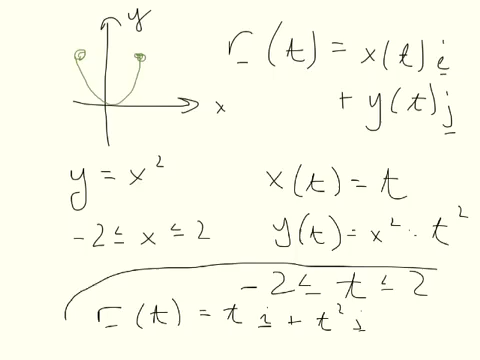 y
x
r(t) = x(t) i
+ y(t) j
y = x²
-2 ≤ x ≤ 2
x(t) = t
y(t) = x² = t²
-2 ≤ t ≤ 2
r(t) = t i + t² j